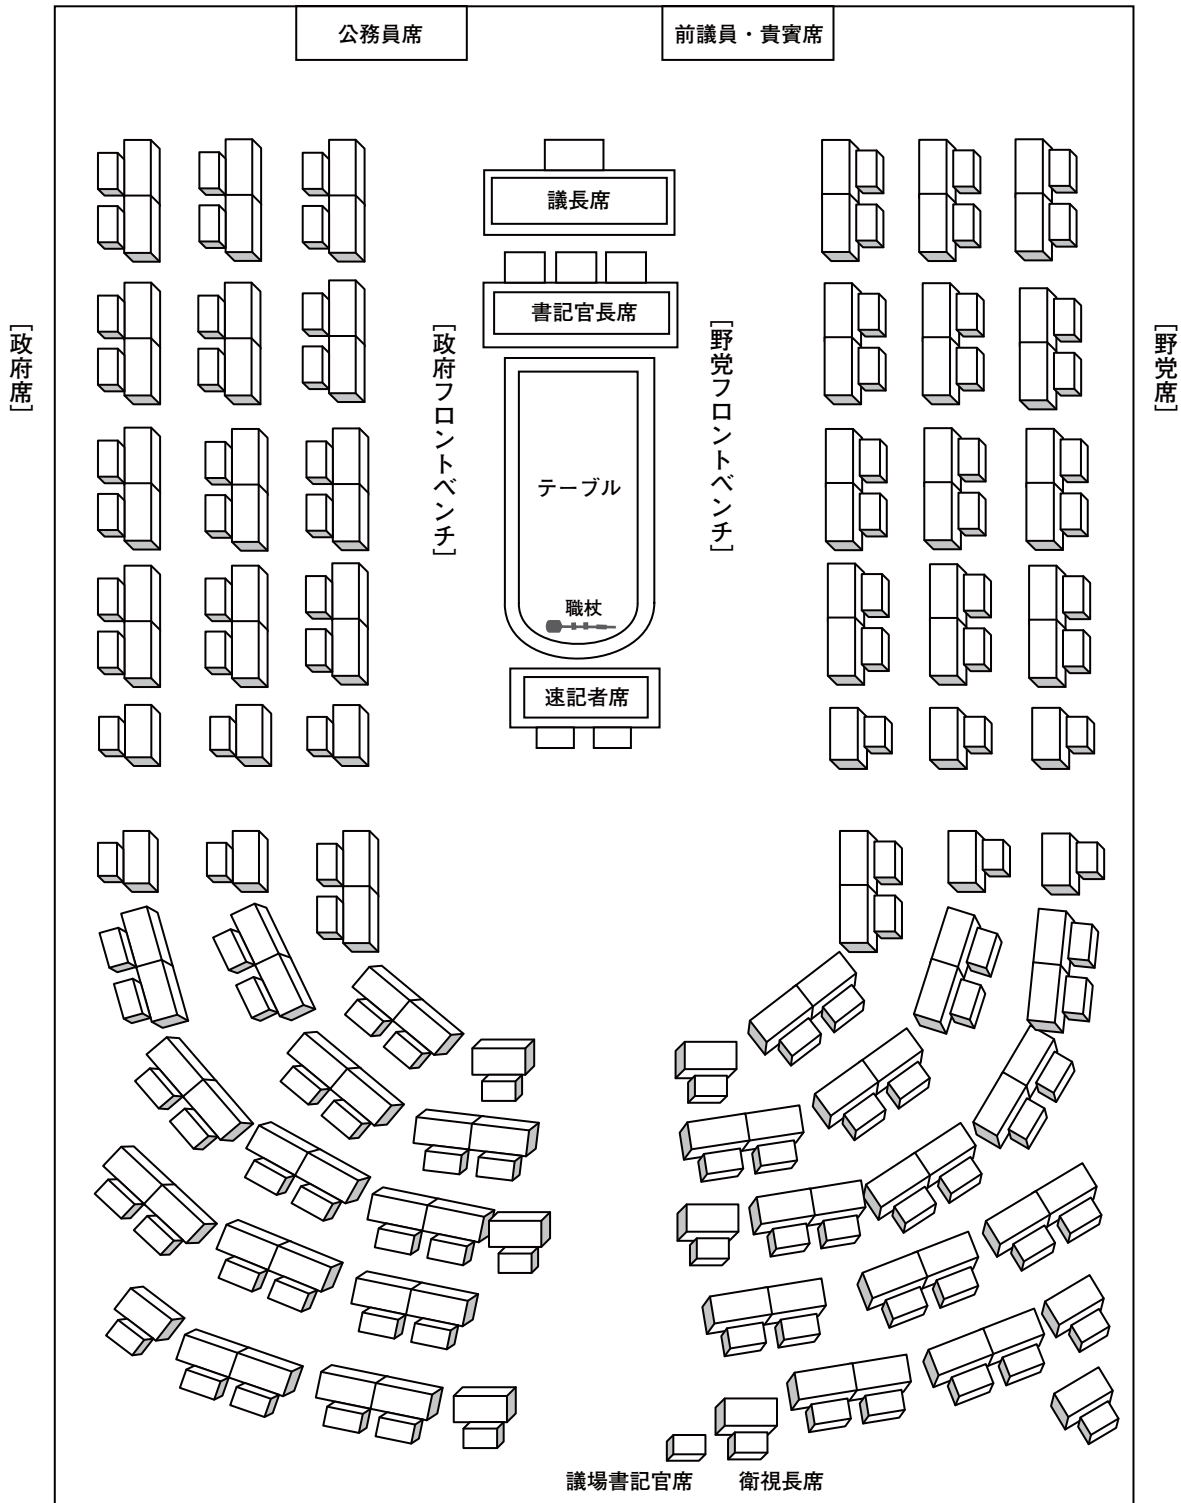 公務員席
前議員・貴賓席
議長席
書記官長席
［政府席］
［政府フロントベンチ］
［野党フロントベンチ］
［野党席］
テーブル
職杖
速記者席
議場書記官席
衛視長席